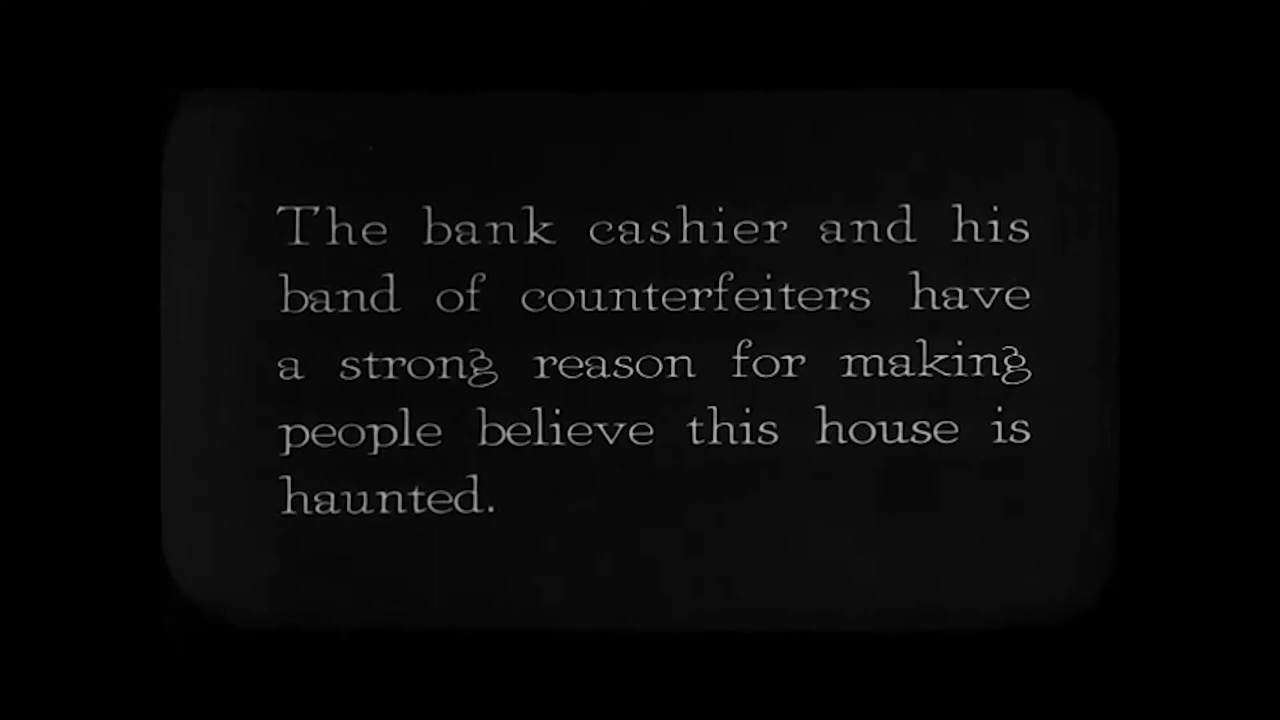 The bank cashier and his
band of counterfeiters have
a strong reason for making
people believe this house is
haunted.